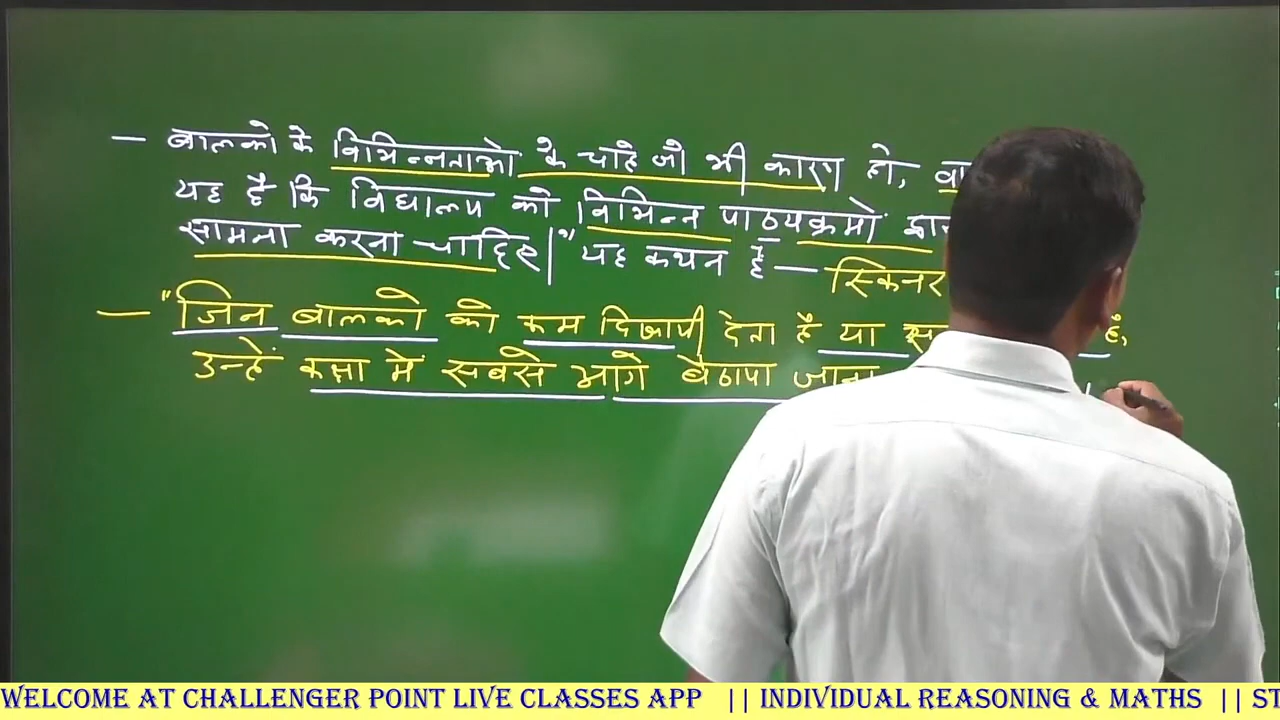 — बालको के विभिन्नताओ के चाहे जो भी कारण हो, वा
यह है कि विद्यालय को विभिन्न पाठ्यक्रमो द्वा
सामना करना चाहिए|" यह कथन है — स्किनर
— "जिन बालको को कम दिखायी देता है या सु है,
उन्हें कक्षा मे सबसे आगे बैठाया जाना
WELCOME AT CHALLENGER POINT LIVE CLASSES APP || INDIVIDUAL REASONING & MATHS || ST